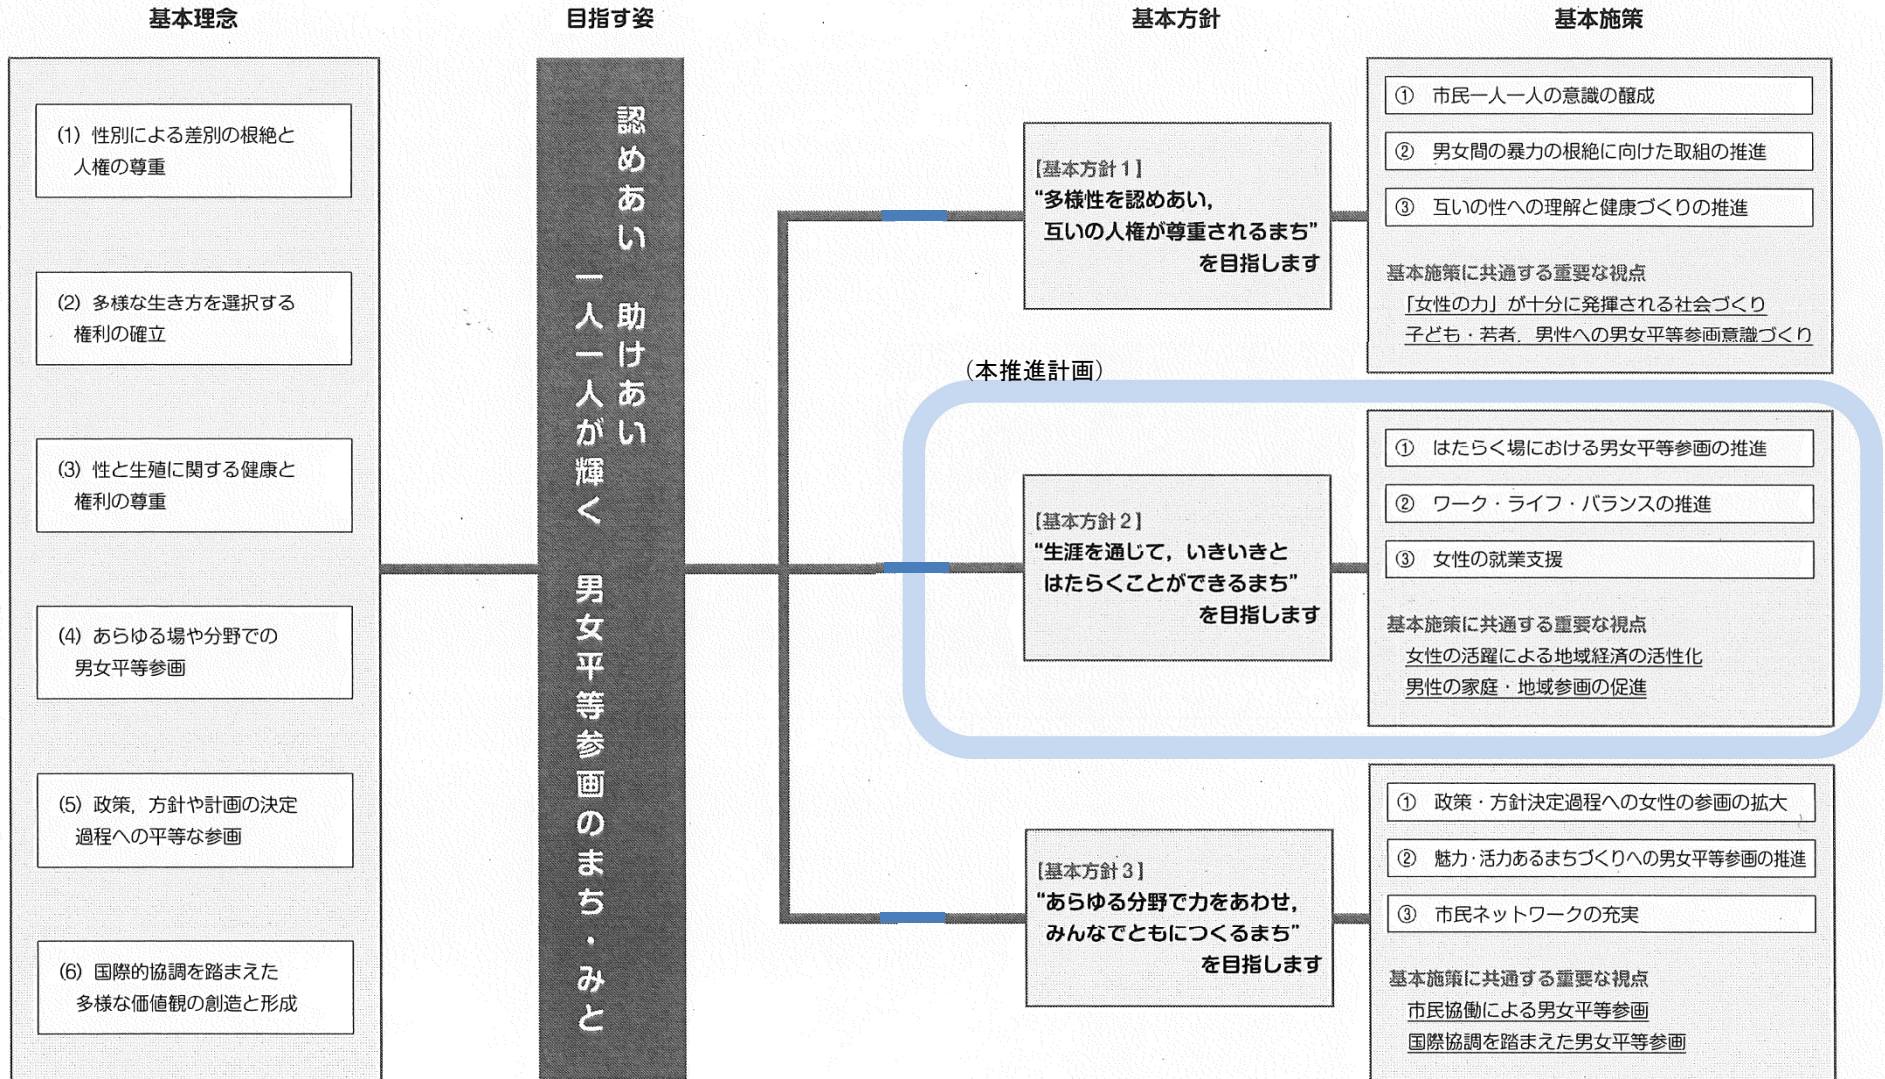 基本理念
目指す姿
基本方針
基本施策
(1) 性別による差別の根絶と
人権の尊重
(2) 多様な生き方を選択する
権利の確立
(3) 性と生殖に関する健康と
権利の尊重
(4) あらゆる場や分野での
男女平等参画
(5) 政策，方針や計画の決定
過程への平等な参画
(6) 国際的協調を踏まえた
多様な価値観の創造と形成
認めあい　助けあい
一人一人が輝く　男女平等参画のまち・みと
【基本方針１】
“多様性を認めあい，
互いの人権が尊重されるまち”
を目指します
① 市民一人一人の意識の醸成
② 男女間の暴力の根絶に向けた取組の推進
③ 互いの性への理解と健康づくりの推進
基本施策に共通する重要な視点
「女性の力」が十分に発揮される社会づくり
子ども・若者，男性への男女平等参画意識づくり
（本推進計画）
【基本方針２】
“生涯を通じて，いきいきと
はたらくことができるまち”
を目指します
① はたらく場における男女平等参画の推進
② ワーク・ライフ・バランスの推進
③ 女性の就業支援
基本施策に共通する重要な視点
女性の活躍による地域経済の活性化
男性の家庭・地域参画の促進
【基本方針３】
“あらゆる分野で力をあわせ，
みんなでともにつくるまち”
を目指します
① 政策・方針決定過程への女性の参画の拡大
② 魅力・活力あるまちづくりへの男女平等参画の推進
③ 市民ネットワークの充実
基本施策に共通する重要な視点
市民協働による男女平等参画
国際協調を踏まえた男女平等参画